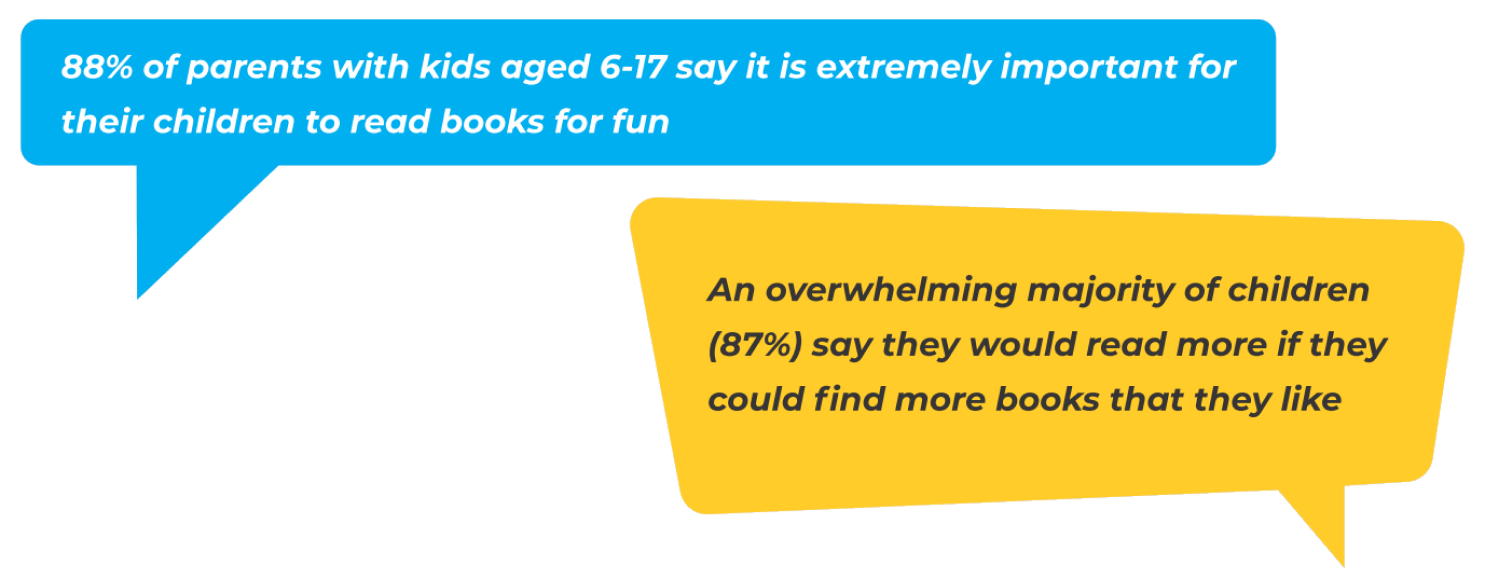 88% of parents with kids aged 6-17 say it is extremely important for
their children to read books for fun
An overwhelming majority of children
(87%) say they would read more if they
could find more books that they like